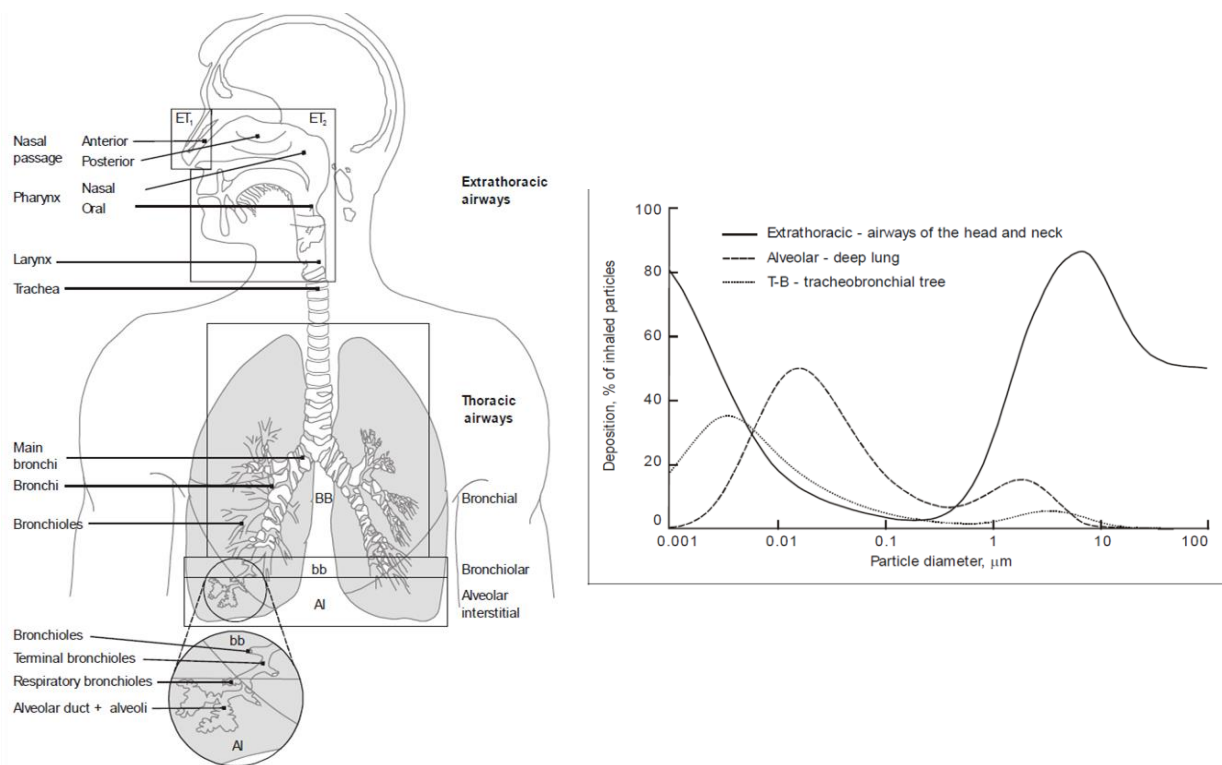 ET1
ET2
Nasal
passage
Anterior
Posterior
Pharynx
Nasal
Oral
Extrathoracic
airways
Larynx
Trachea
Thoracic
airways
Main
bronchi
Bronchi
BB
Bronchial
Bronchioles
bb
Bronchiolar
AI
Alveolar
interstitial
Bronchioles
bb
Terminal bronchioles
Respiratory bronchioles
Alveolar duct + alveoli
AI
100
80
60
40
20
0
Deposition, % of inhaled particles
Extrathoracic - airways of the head and neck
Alveolar - deep lung
T-B - tracheobronchial tree
0.001
0.01
0.1
1
10
100
Particle diameter, μm